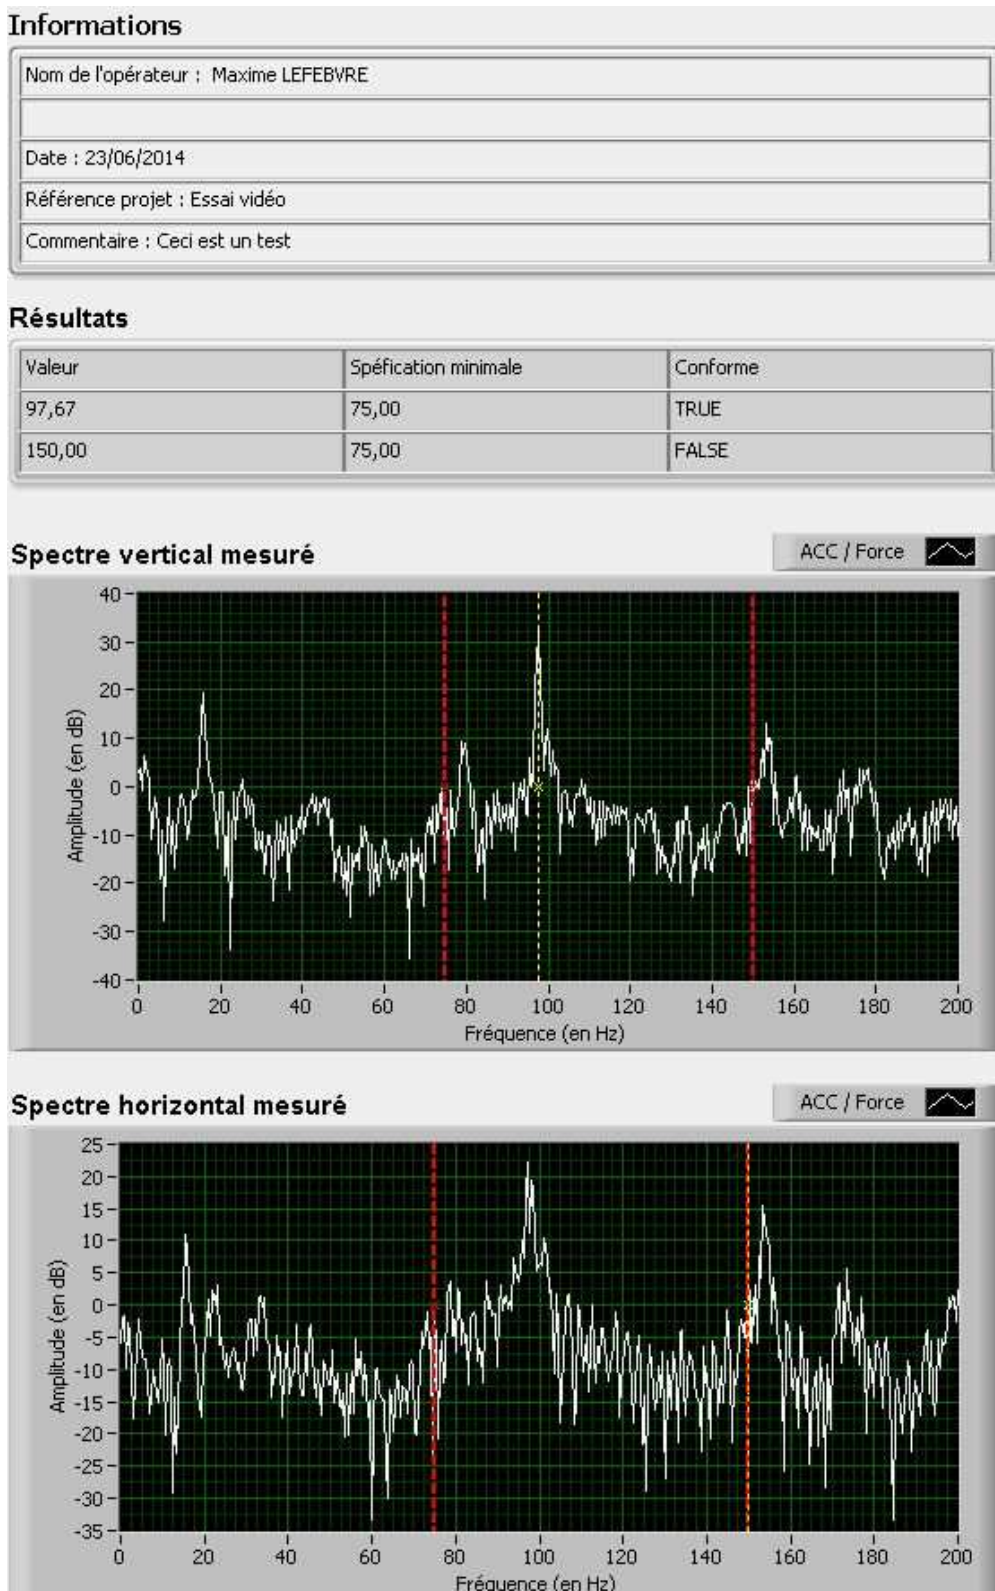 Informations
Nom de l'opérateur : Maxime LEFEBVRE
Date : 23/06/2014
Référence projet : Essai vidéo
Commentaire : Ceci est un test
Résultats
Valeur Spéfication minimale Conforme
97,67 75,00 TRUE
150,00 75,00 FALSE
Spectre vertical mesuré
ACC / Force
40
30
20
10
0
-10
-20
-30
-40
Amplitude (en dB)
0 20 40 60 80 100 120 140 160 180 200
Fréquence (en Hz)
Spectre horizontal mesuré
ACC / Force
25
20
15
10
5
0
-5
-10
-15
-20
-25
-30
-35
Amplitude (en dB)
0 20 40 60 80 100 120 140 160 180 200
Fréquence (en Hz)